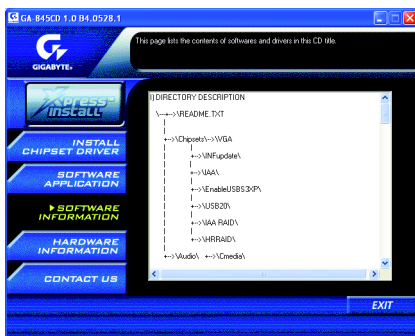 GA-845CD 1.0 B4.0528.1
This page lists the contents of softwares and drivers in this CD title.
GIGABYTE
Xpress™
Install
INSTALL
CHIPSET DRIVER
SOFTWARE
APPLICATION
SOFTWARE
INFORMATION
HARDWARE
INFORMATION
CONTACT US
I) DIRECTORY DESCRIPTION
\--+-->\README.TXT
|
+-->\Chipsets\-->\VGA
| |
| +-->\INFupdate\
| |
| +-->\IAA\
| |
| +-->\EnableUSBS3XP\
| |
| +-->\USB20\
| |
| +-->\IAA RAID\
| |
| +-->\HRRAID\
|
+-->\Audio\ +-->\Cmedia\
EXIT